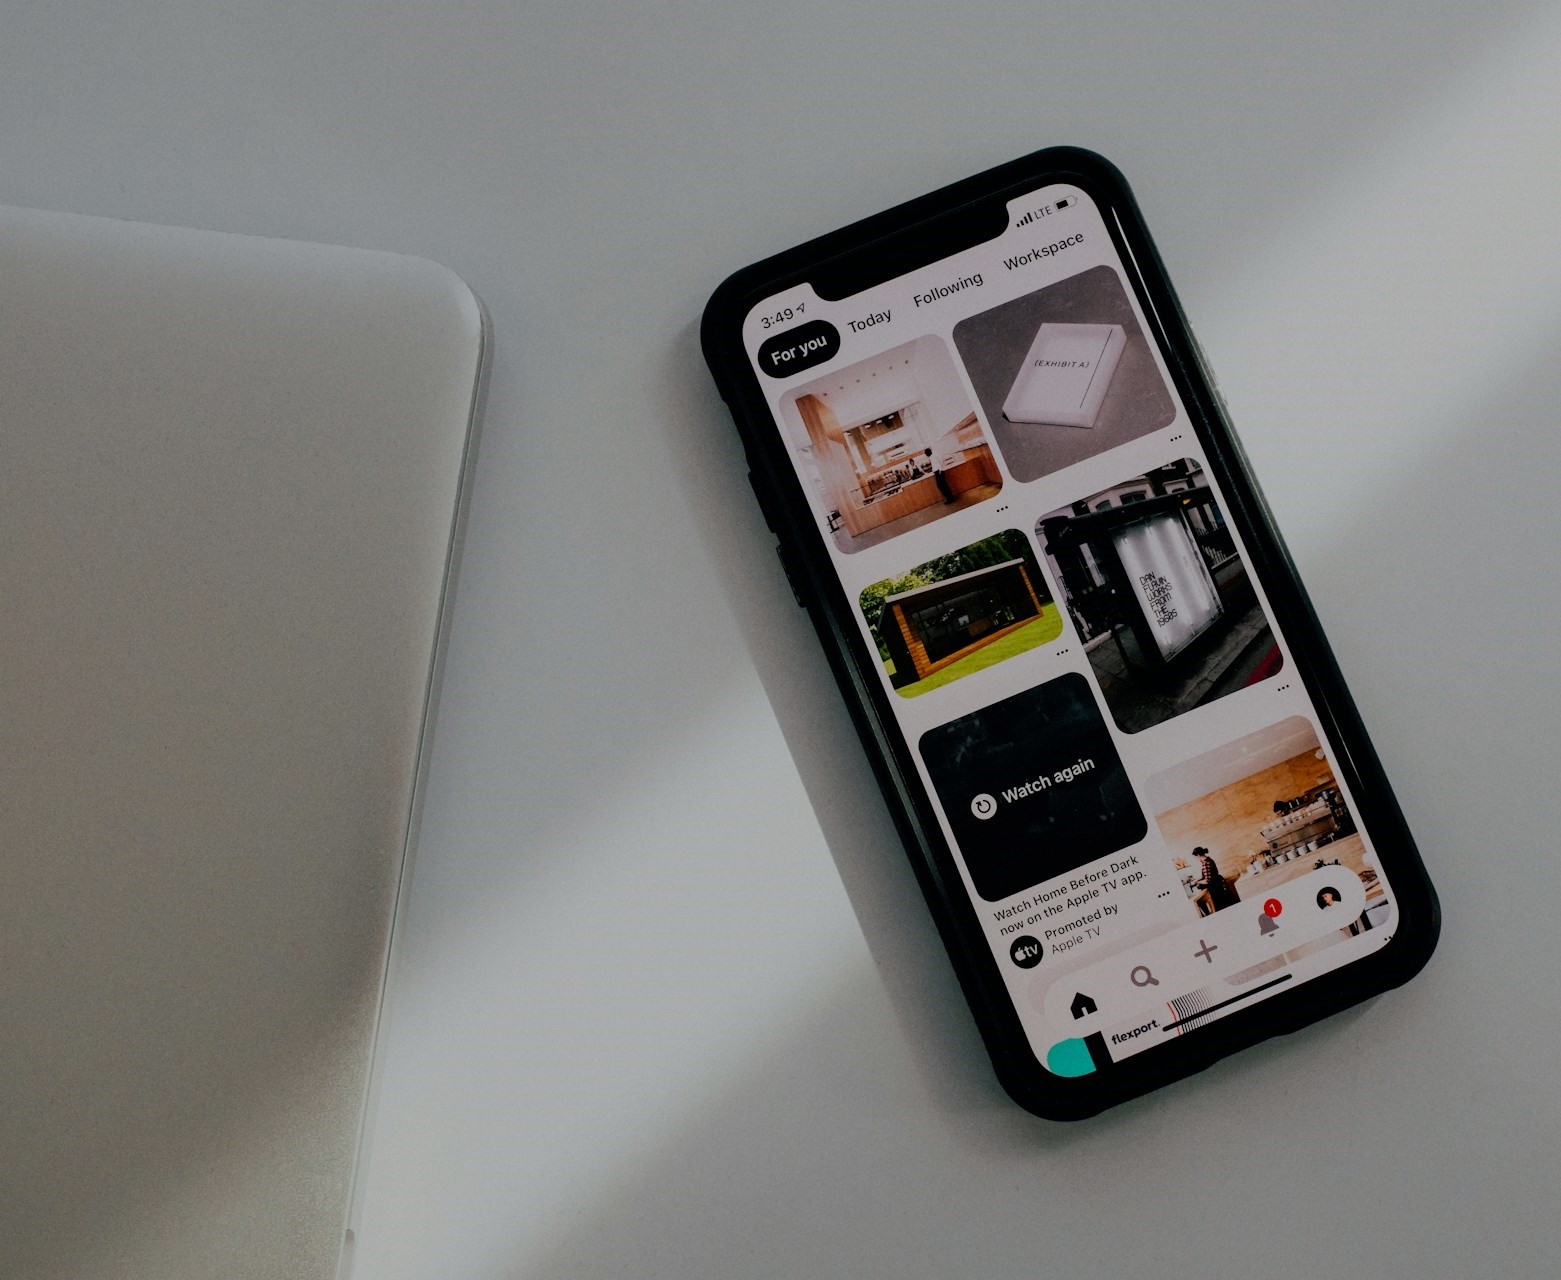 3:49
LTE
For you
Today
Following
Workspace
(EXHIBIT A)
DAN
FLAVIN
WORKS
FROM
THE
1960S
Watch again
Watch Home Before Dark
now on the Apple TV app.
tv
Promoted by
Apple TV
1
flexport.